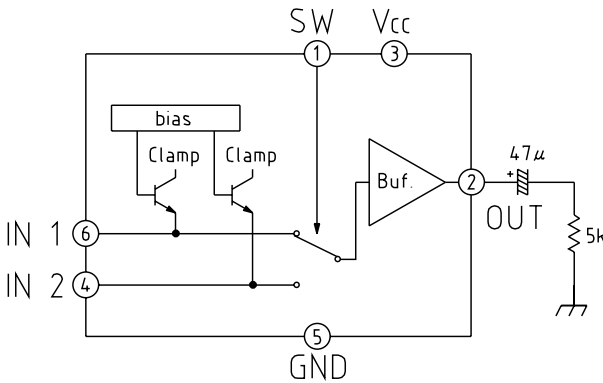 SW Vcc
1 3
bias
Clamp Clamp
47μ
+
Buf. 2
OUT
IN 1 6
5k
IN 2 4
5
GND